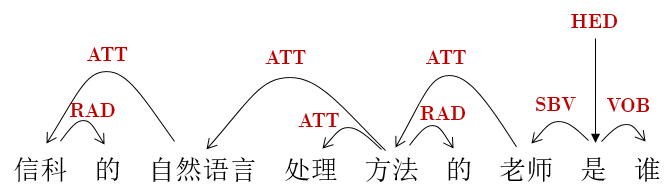 HED
ATT ATT ATT
RAD ATT RAD SBV VOB
信科 的 自然语言 处理 方法 的 老师 是 谁